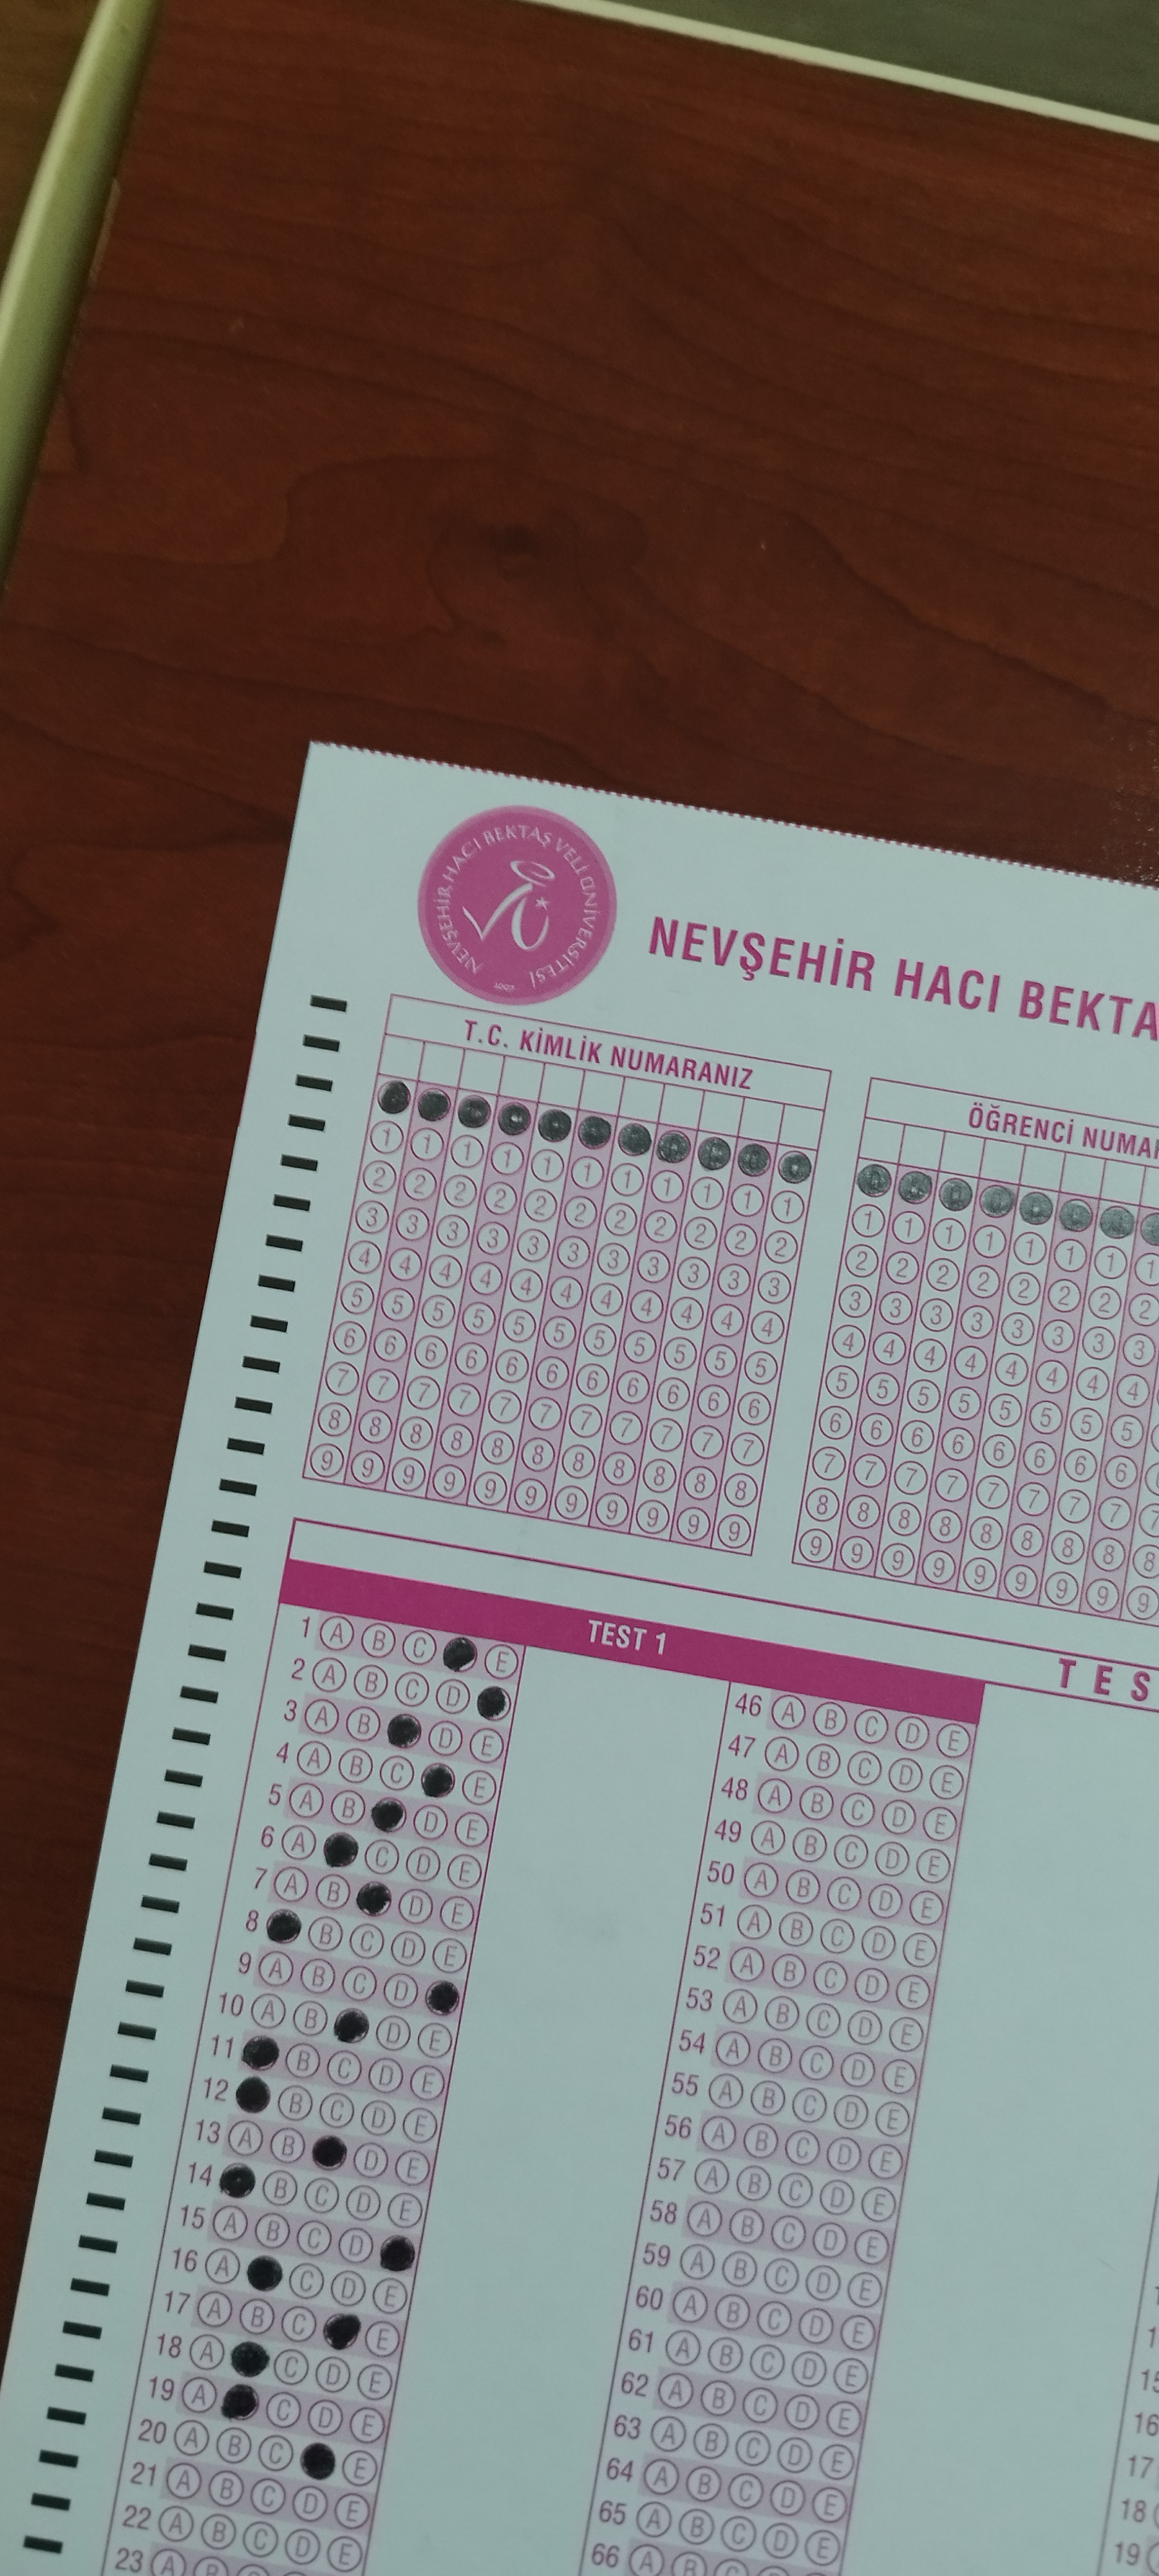 NEVŞEHİR HACI BEKTAŞ VELİ ÜNİVERSİTESİ
2007
NEVŞEHİR HACI BEKTA
T.C. KİMLİK NUMARANIZ
1 1 1 1 1 1 1 1 1 1 1
2 2 2 2 2 2 2 2 2 2 2
3 3 3 3 3 3 3 3 3 3 3
4 4 4 4 4 4 4 4 4 4 4
5 5 5 5 5 5 5 5 5 5 5
6 6 6 6 6 6 6 6 6 6 6
7 7 7 7 7 7 7 7 7 7 7
8 8 8 8 8 8 8 8 8 8 8
9 9 9 9 9 9 9 9 9 9 9
ÖĞRENCİ NUMAR
1 1 1 1 1 1 1 1
2 2 2 2 2 2 2 2
3 3 3 3 3 3 3 3
4 4 4 4 4 4 4 4
5 5 5 5 5 5 5 5
6 6 6 6 6 6 6 6
7 7 7 7 7 7 7 7
8 8 8 8 8 8 8 8
9 9 9 9 9 9 9 9
T E S
TEST 1
1 A B C E
2 A B C D
3 A B D E
4 A B C E
5 A B D E
6 A C D E
7 A B D E
8 B C D E
9 A B C D
10 A B D E
11 B C D E
12 B C D E
13 A B D E
14 B C D E
15 A B C D
16 A C D E
17 A B C E
18 A C D E
19 A C D E
20 A B C E
21 A B C D E
22 A B C D E
23 A B
46 A B C D E
47 A B C D E
48 A B C D E
49 A B C D E
50 A B C D E
51 A B C D E
52 A B C D E
53 A B C D E
54 A B C D E
55 A B C D E
56 A B C D E
57 A B C D E
58 A B C D E
59 A B C D E
60 A B C D E
61 A B C D E
62 A B C D E
63 A B C D E
64 A B C D E
65 A B C D E
66 A B C D E
15
16
17
18
19